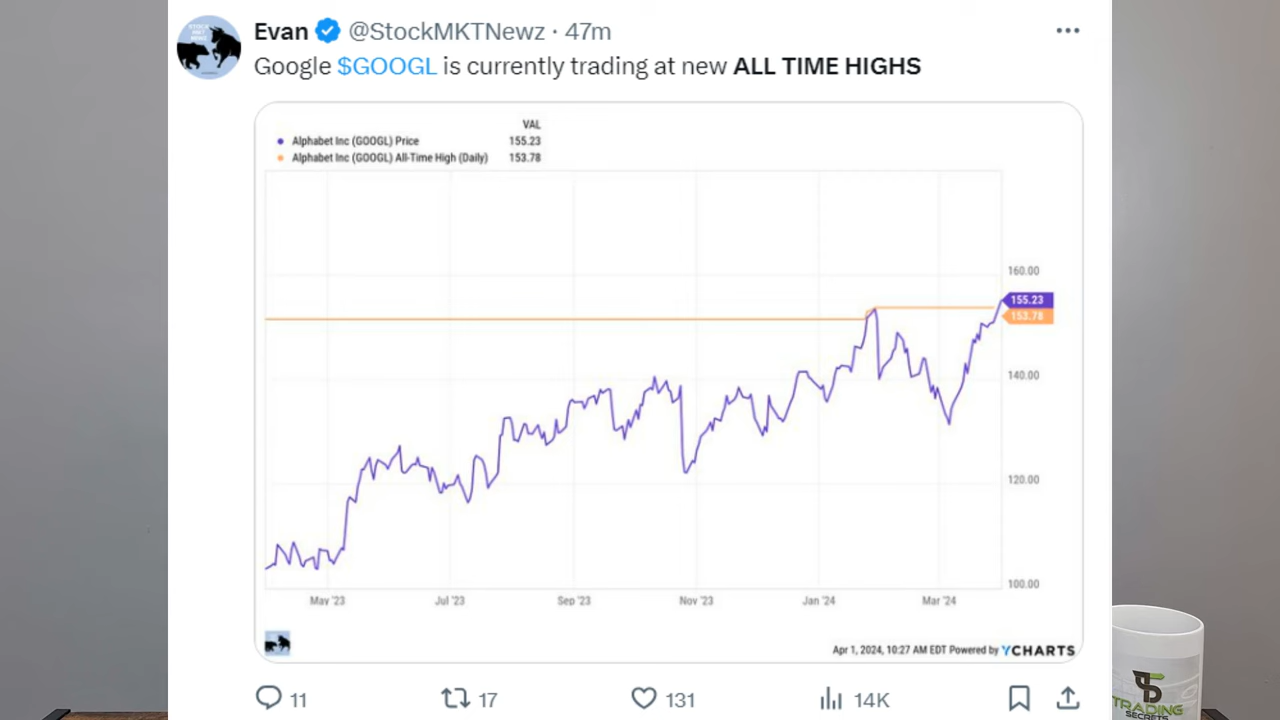 Evan @StockMKTNewz · 47m
Google $GOOGL is currently trading at new ALL TIME HIGHS
VAL
Alphabet Inc (GOOGL) Price 155.23
Alphabet Inc (GOOGL) All-Time High (Daily) 153.78
160.00
155.23
153.78
140.00
120.00
100.00
May '23 Jul '23 Sep '23 Nov '23 Jan '24 Mar '24
Apr 1, 2024, 10:27 AM EDT Powered by YCHARTS
11 17 131 14K
TRADING
SECRETS